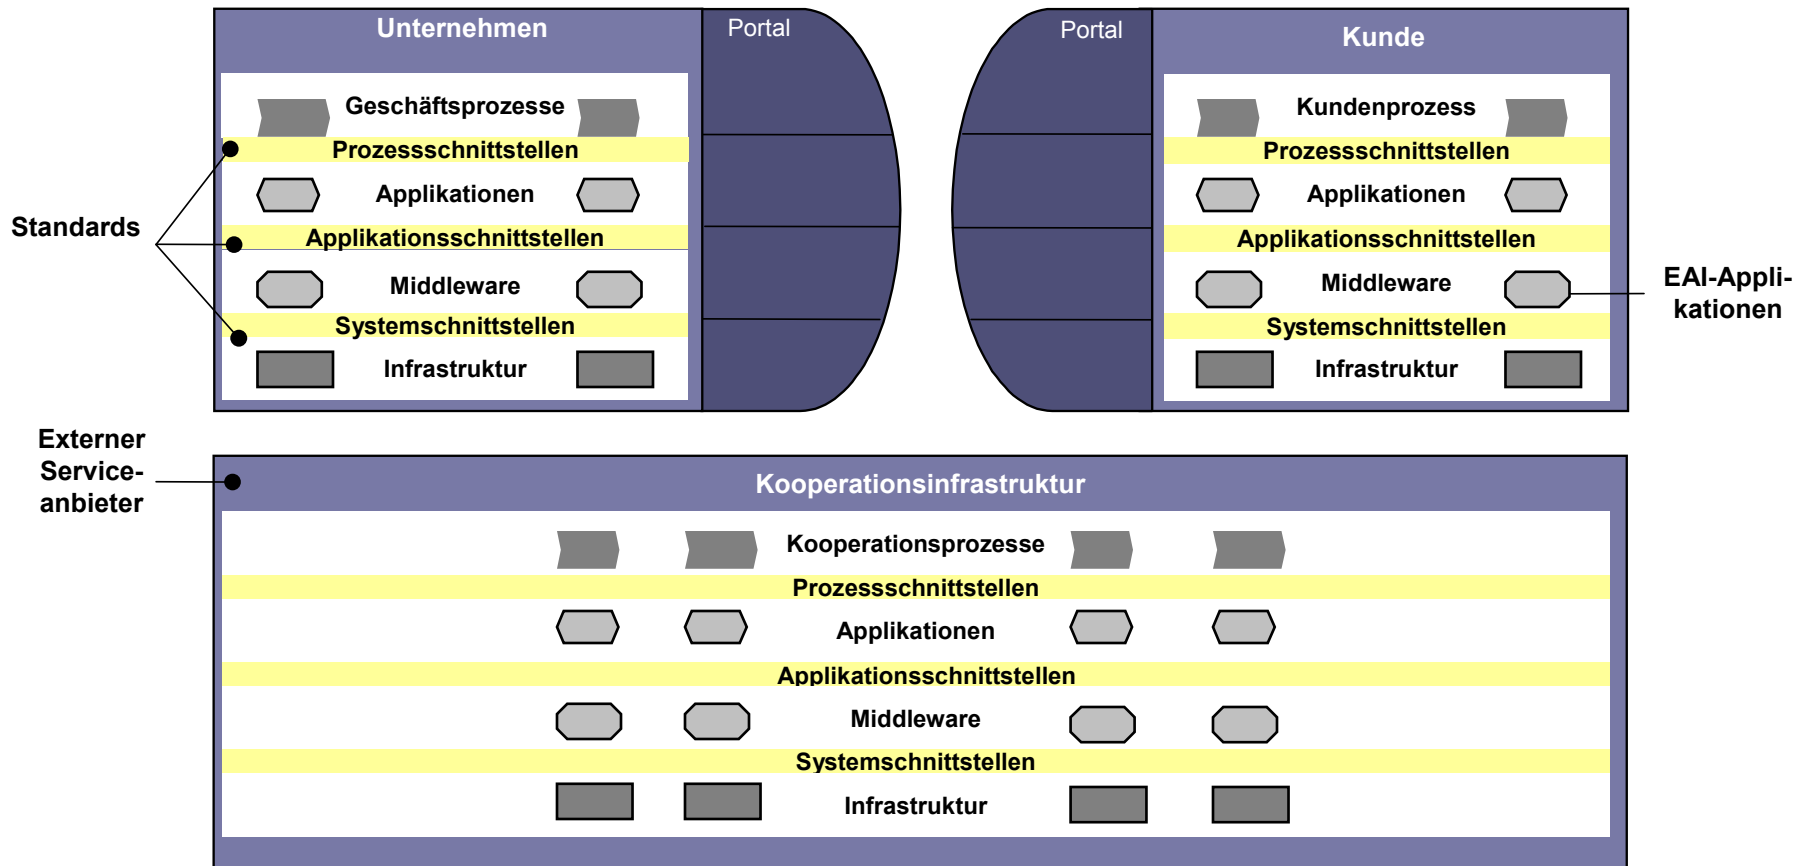 Unternehmen
Portal
Geschäftsprozesse
Prozessschnittstellen
Applikationen
Applikationsschnittstellen
Middleware
Systemschnittstellen
Infrastruktur
Standards
Portal
Kunde
Kundenprozess
Prozessschnittstellen
Applikationen
Applikationsschnittstellen
Middleware
Systemschnittstellen
Infrastruktur
EAI-Appli-
kationen
Externer
Service-
anbieter
Kooperationsinfrastruktur
Kooperationsprozesse
Prozessschnittstellen
Applikationen
Applikationsschnittstellen
Middleware
Systemschnittstellen
Infrastruktur